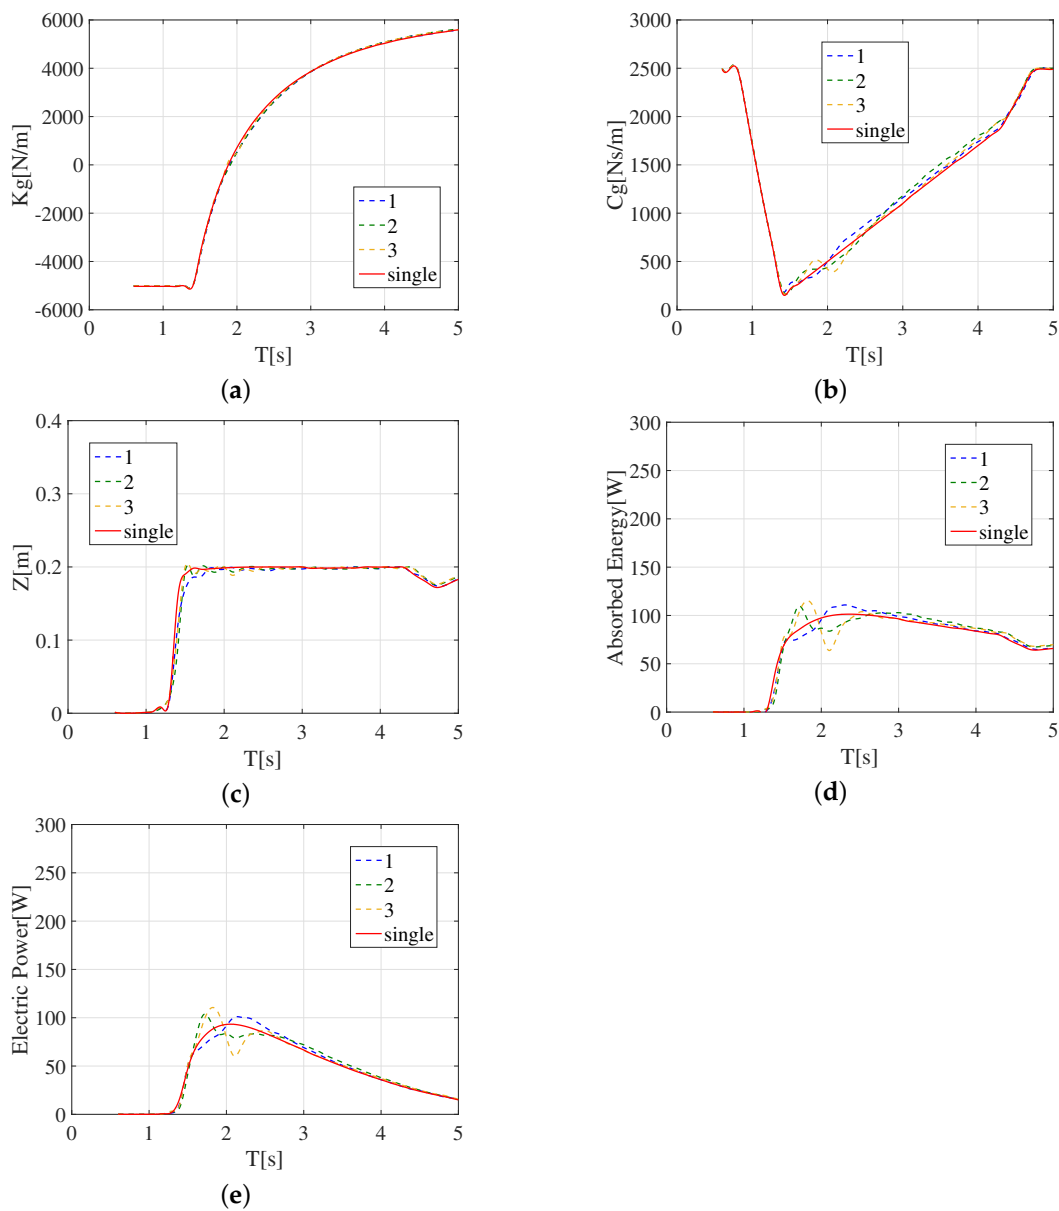 6000
4000
2000
0
-2000
-4000
-6000
Kg[N/m]
1
2
3
single
0 1 2 3 4 5
T[s]
(a)
3000
2500
2000
1500
1000
500
0
Cg[Ns/m]
1
2
3
single
0 1 2 3 4 5
T[s]
(b)
0.4
0.3
0.2
0.1
0
Z[m]
1
2
3
single
0 1 2 3 4 5
T[s]
(c)
300
250
200
150
100
50
0
Absorbed Energy[W]
1
2
3
single
0 1 2 3 4 5
T[s]
(d)
300
250
200
150
100
50
0
Electric Power[W]
1
2
3
single
0 1 2 3 4 5
T[s]
(e)